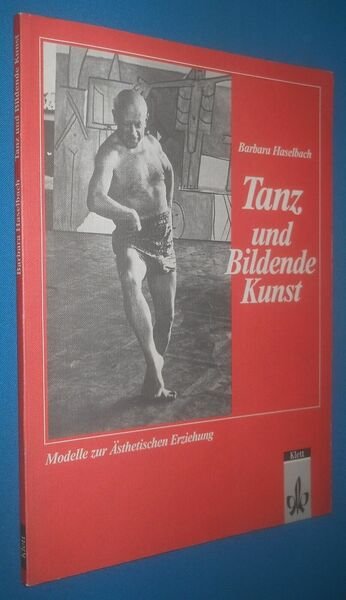 Barbara Haselbach Tanz und Bildende Kunst
Klett
Barbara Haselbach
Tanz
und
Bildende
Kunst
Modelle zur Ästhetischen Erziehung
Klett